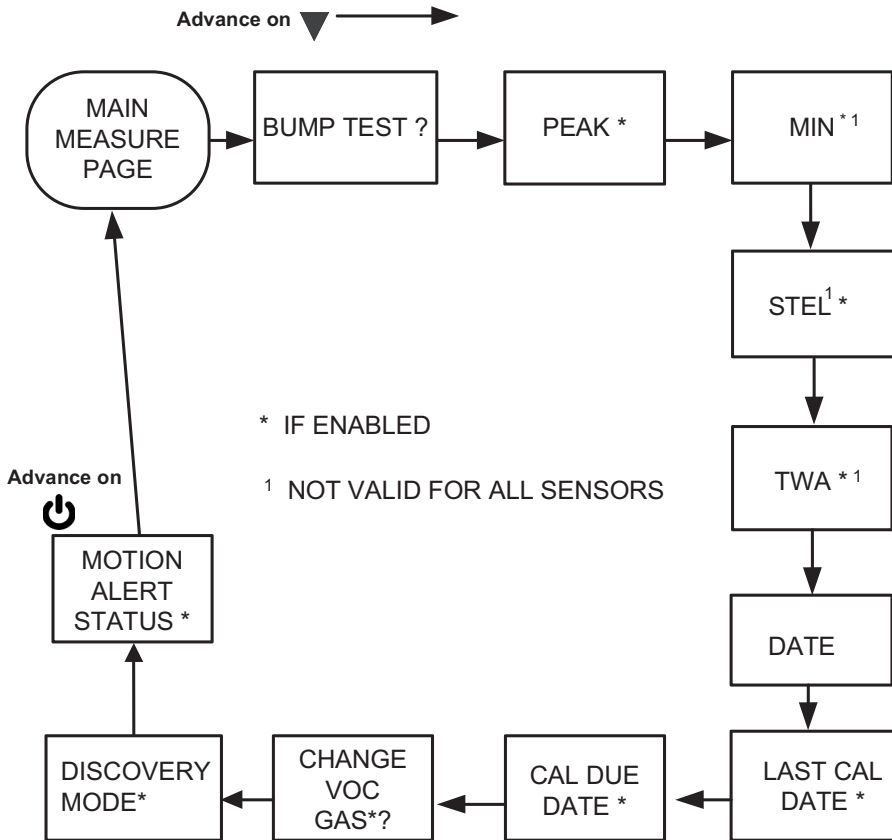 Advance on
MAIN
MEASURE
PAGE
BUMP TEST ?
PEAK *
MIN * 1
STEL 1 *
TWA * 1
DATE
LAST CAL
DATE *
CAL DUE
DATE *
CHANGE
VOC
GAS*?
DISCOVERY
MODE*
MOTION
ALERT
STATUS *
Advance on
* IF ENABLED
1 NOT VALID FOR ALL SENSORS